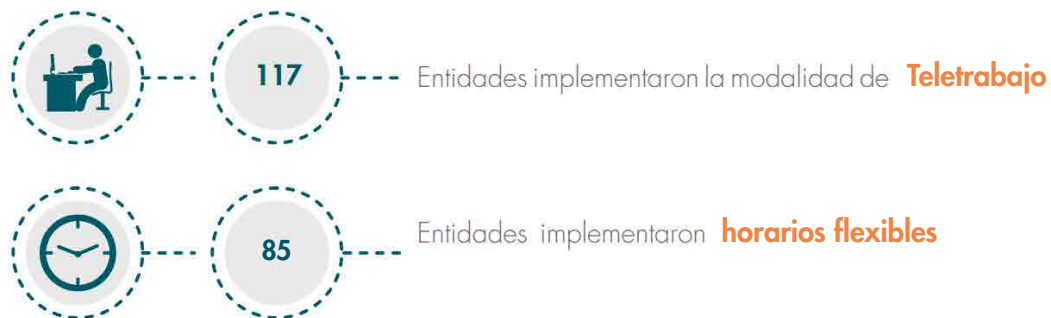 117
Entidades implementaron la modalidad de Teletrabajo
85
Entidades implementaron horarios flexibles